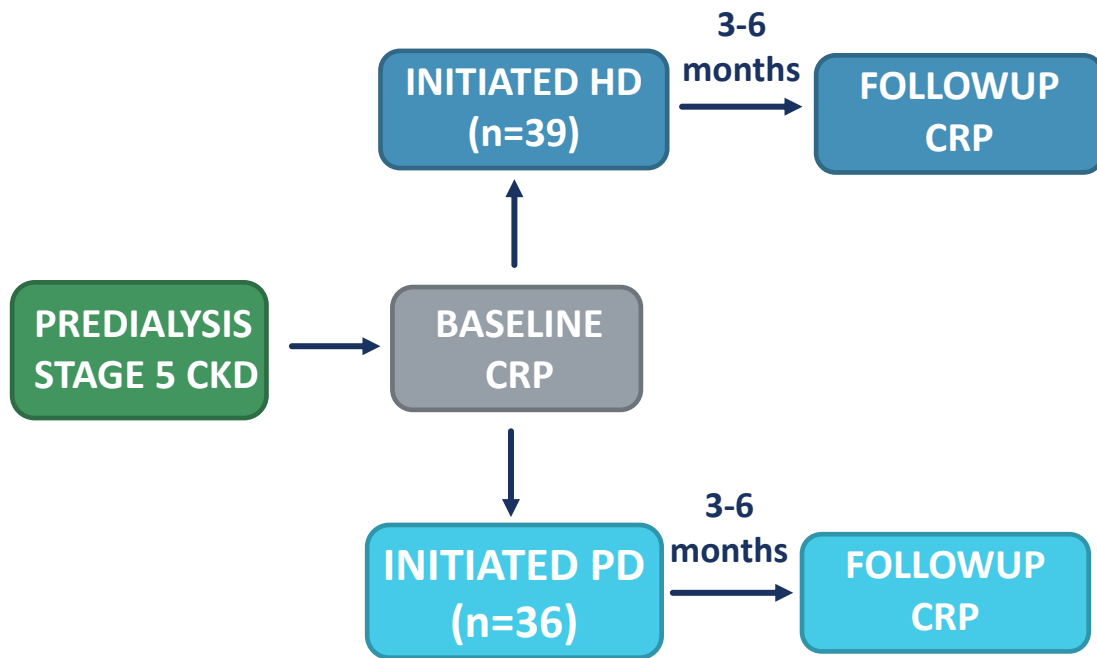 INITIATED HD
(n=39)
3-6
months
FOLLOWUP
CRP
PREDIALYSIS
STAGE 5 CKD
BASELINE
CRP
INITIATED PD
(n=36)
3-6
months
FOLLOWUP
CRP